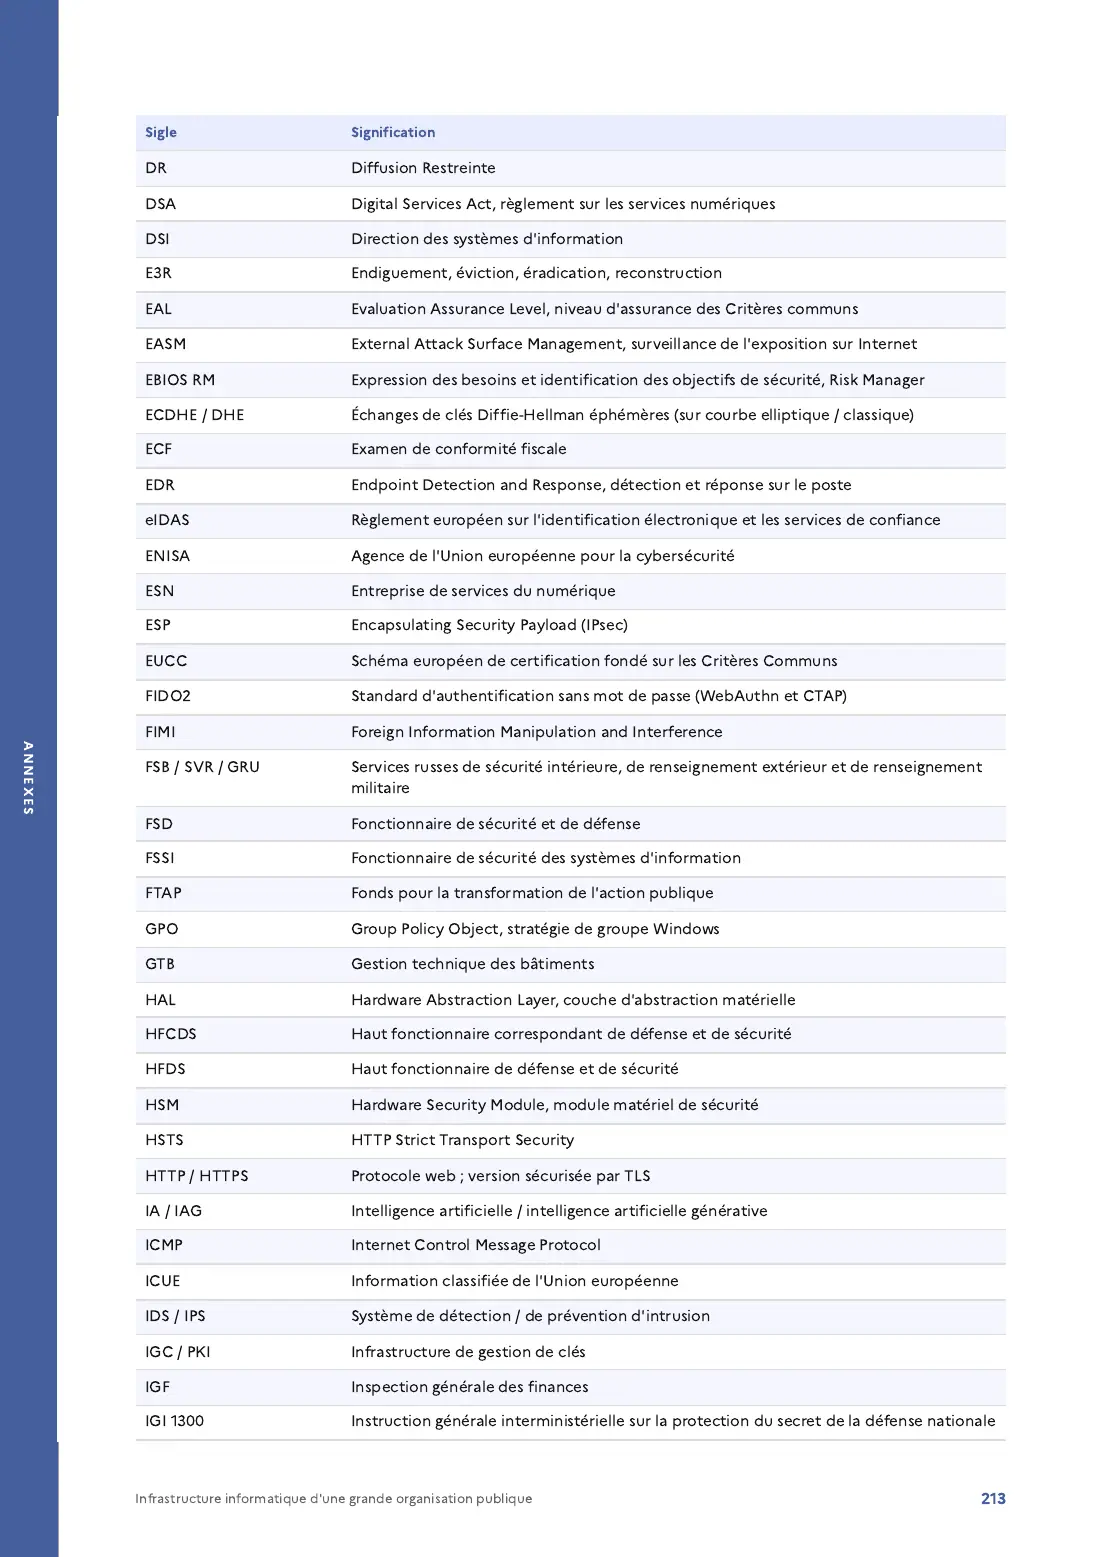 Sigle Signification
DR Diffusion Restreinte
DSA Digital Services Act, règlement sur les services numériques
DSI Direction des systèmes d'information
E3R Endiguement, éviction, éradication, reconstruction
EAL Evaluation Assurance Level, niveau d'assurance des Critères communs
EASM External Attack Surface Management, surveillance de l'exposition sur Internet
EBIOS RM Expression des besoins et identification des objectifs de sécurité, Risk Manager
ECDHE / DHE Échanges de clés Diffie-Hellman éphémères (sur courbe elliptique / classique)
ECF Examen de conformité fiscale
EDR Endpoint Detection and Response, détection et réponse sur le poste
eIDAS Règlement européen sur l'identification électronique et les services de confiance
ENISA Agence de l'Union européenne pour la cybersécurité
ESN Entreprise de services du numérique
ESP Encapsulating Security Payload (IPsec)
EUCC Schéma européen de certification fondé sur les Critères Communs
FIDO2 Standard d'authentification sans mot de passe (WebAuthn et CTAP)
FIMI Foreign Information Manipulation and Interference
FSB / SVR / GRU Services russes de sécurité intérieure, de renseignement extérieur et de renseignement
militaire
FSD Fonctionnaire de sécurité et de défense
FSSI Fonctionnaire de sécurité des systèmes d'information
FTAP Fonds pour la transformation de l'action publique
GPO Group Policy Object, stratégie de groupe Windows
GTB Gestion technique des bâtiments
HAL Hardware Abstraction Layer, couche d'abstraction matérielle
HFCDS Haut fonctionnaire correspondant de défense et de sécurité
HFDS Haut fonctionnaire de défense et de sécurité
HSM Hardware Security Module, module matériel de sécurité
HSTS HTTP Strict Transport Security
HTTP / HTTPS Protocole web ; version sécurisée par TLS
IA / IAG Intelligence artificielle / intelligence artificielle générative
ICMP Internet Control Message Protocol
ICUE Information classifiée de l'Union européenne
IDS / IPS Système de détection / de prévention d'intrusion
IGC / PKI Infrastructure de gestion de clés
IGF Inspection générale des finances
IGI 1300 Instruction générale interministérielle sur la protection du secret de la défense nationale
ANNEXES
Infrastructure informatique d'une grande organisation publique 213